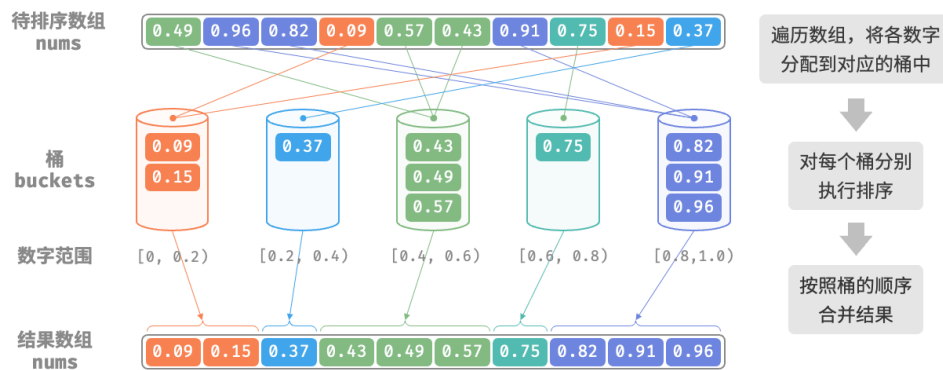 待排序数组
nums
0.49 0.96 0.82 0.09 0.57 0.43 0.91 0.75 0.15 0.37
遍历数组，将各数字
分配到对应的桶中
桶
buckets
0.09
0.15
0.37
0.43
0.49
0.57
0.75
0.82
0.91
0.96
对每个桶分别
执行排序
数字范围
[0, 0.2) [0.2, 0.4) [0.4, 0.6) [0.6, 0.8) [0.8,1.0)
按照桶的顺序
合并结果
结果数组
nums
0.09 0.15 0.37 0.43 0.49 0.57 0.75 0.82 0.91 0.96